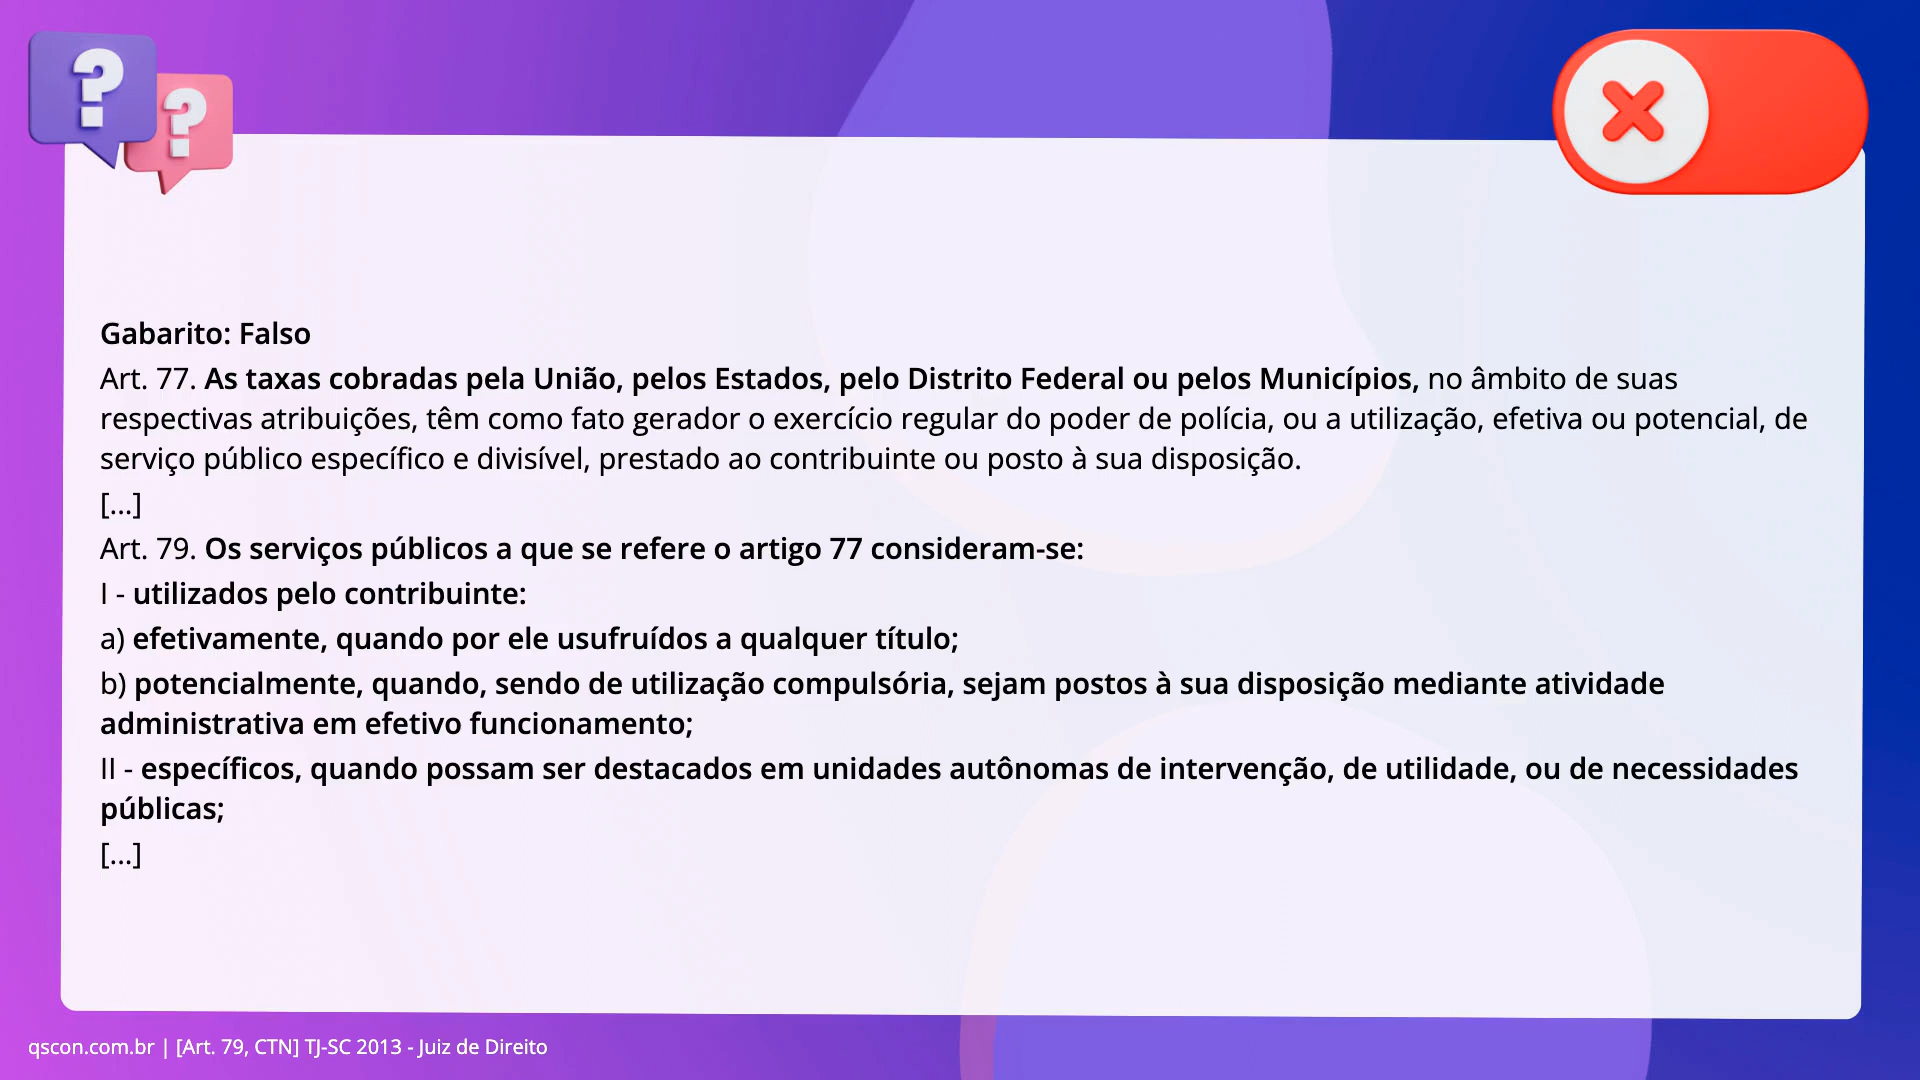 ? ?
Gabarito: Falso
Art. 77. As taxas cobradas pela União, pelos Estados, pelo Distrito Federal ou pelos Municípios, no âmbito de suas
respectivas atribuições, têm como fato gerador o exercício regular do poder de polícia, ou a utilização, efetiva ou potencial, de
serviço público específico e divisível, prestado ao contribuinte ou posto à sua disposição.
[...]
Art. 79. Os serviços públicos a que se refere o artigo 77 consideram-se:
I - utilizados pelo contribuinte:
a) efetivamente, quando por ele usufruídos a qualquer título;
b) potencialmente, quando, sendo de utilização compulsória, sejam postos à sua disposição mediante atividade
administrativa em efetivo funcionamento;
II - específicos, quando possam ser destacados em unidades autônomas de intervenção, de utilidade, ou de necessidades
públicas;
[...]
qscon.com.br | [Art. 79, CTN] TJ-SC 2013 - Juiz de Direito